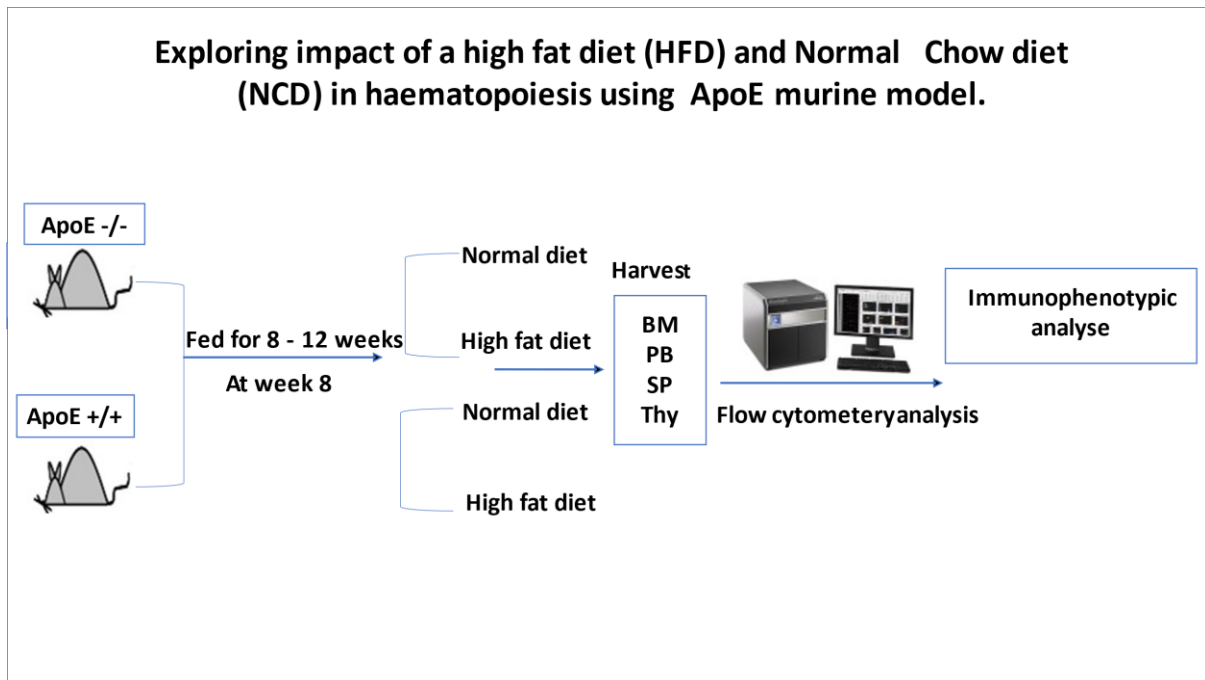 Exploring impact of a high fat diet (HFD) and Normal Chow diet
(NCD) in haematopoiesis using ApoE murine model.
ApoE -/-
ApoE +/+
Fed for 8 - 12 weeks
At week 8
Normal diet
High fat diet
Normal diet
High fat diet
Harvest
BM
PB
SP
Thy
Flow cytometeryanalysis
Immunophenotypic
analyse